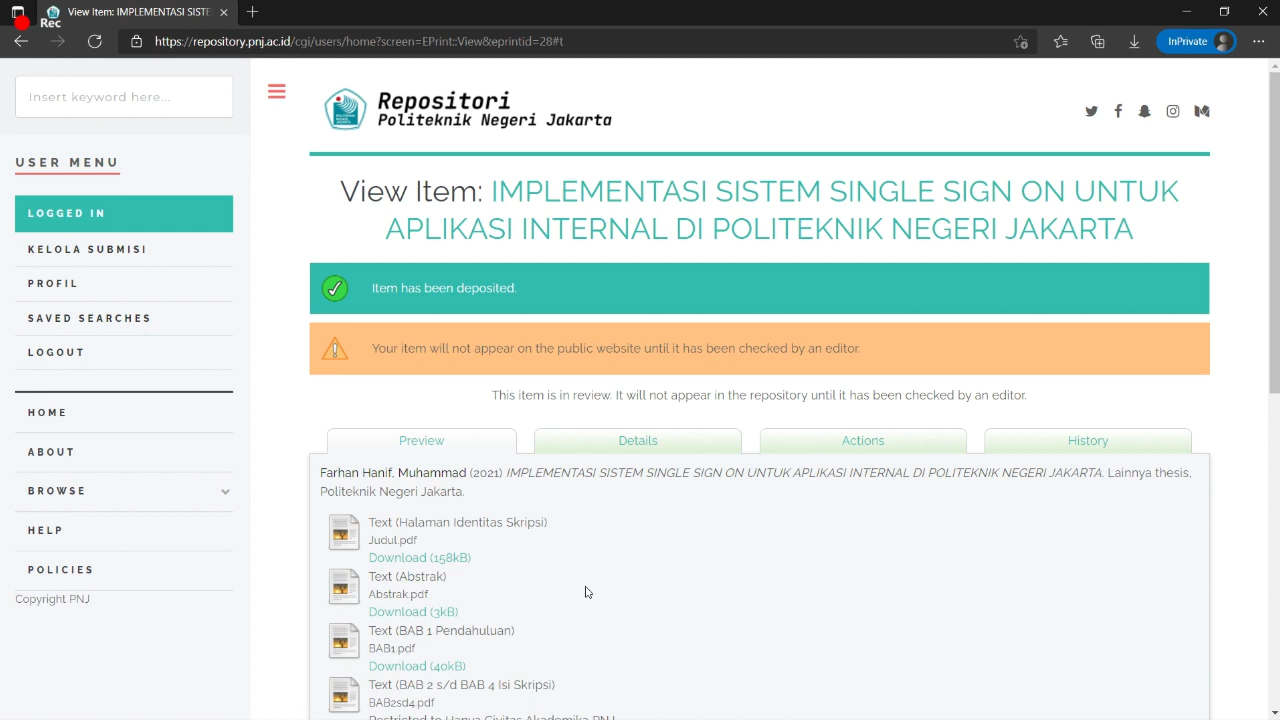 View Item: IMPLEMENTASI SISTE
Rec
https://repository.pnj.ac.id/cgi/users/home?screen=EPrint::View&eprintid=28#t
InPrivate
Insert keyword here...
USER MENU
LOGGED IN
KELOLA SUBMISI
PROFIL
SAVED SEARCHES
LOGOUT
HOME
ABOUT
BROWSE
HELP
POLICIES
Copyright PNJ
Repositori
Politeknik Negeri Jakarta
View Item: IMPLEMENTASI SISTEM SINGLE SIGN ON UNTUK
APLIKASI INTERNAL DI POLITEKNIK NEGERI JAKARTA
Item has been deposited.
Your item will not appear on the public website until it has been checked by an editor.
This item is in review. It will not appear in the repository until it has been checked by an editor.
Preview
Details
Actions
History
Farhan Hanif, Muhammad (2021) IMPLEMENTASI SISTEM SINGLE SIGN ON UNTUK APLIKASI INTERNAL DI POLITEKNIK NEGERI JAKARTA. Lainnya thesis,
Politeknik Negeri Jakarta.
Text (Halaman Identitas Skripsi)
Judul.pdf
Download (158kB)
Text (Abstrak)
Abstrak.pdf
Download (3kB)
Text (BAB 1 Pendahuluan)
BAB1.pdf
Download (40kB)
Text (BAB 2 s/d BAB 4 Isi Skripsi)
BAB2sd4.pdf
Restricted to Hanya Civitas Akademika PNJ